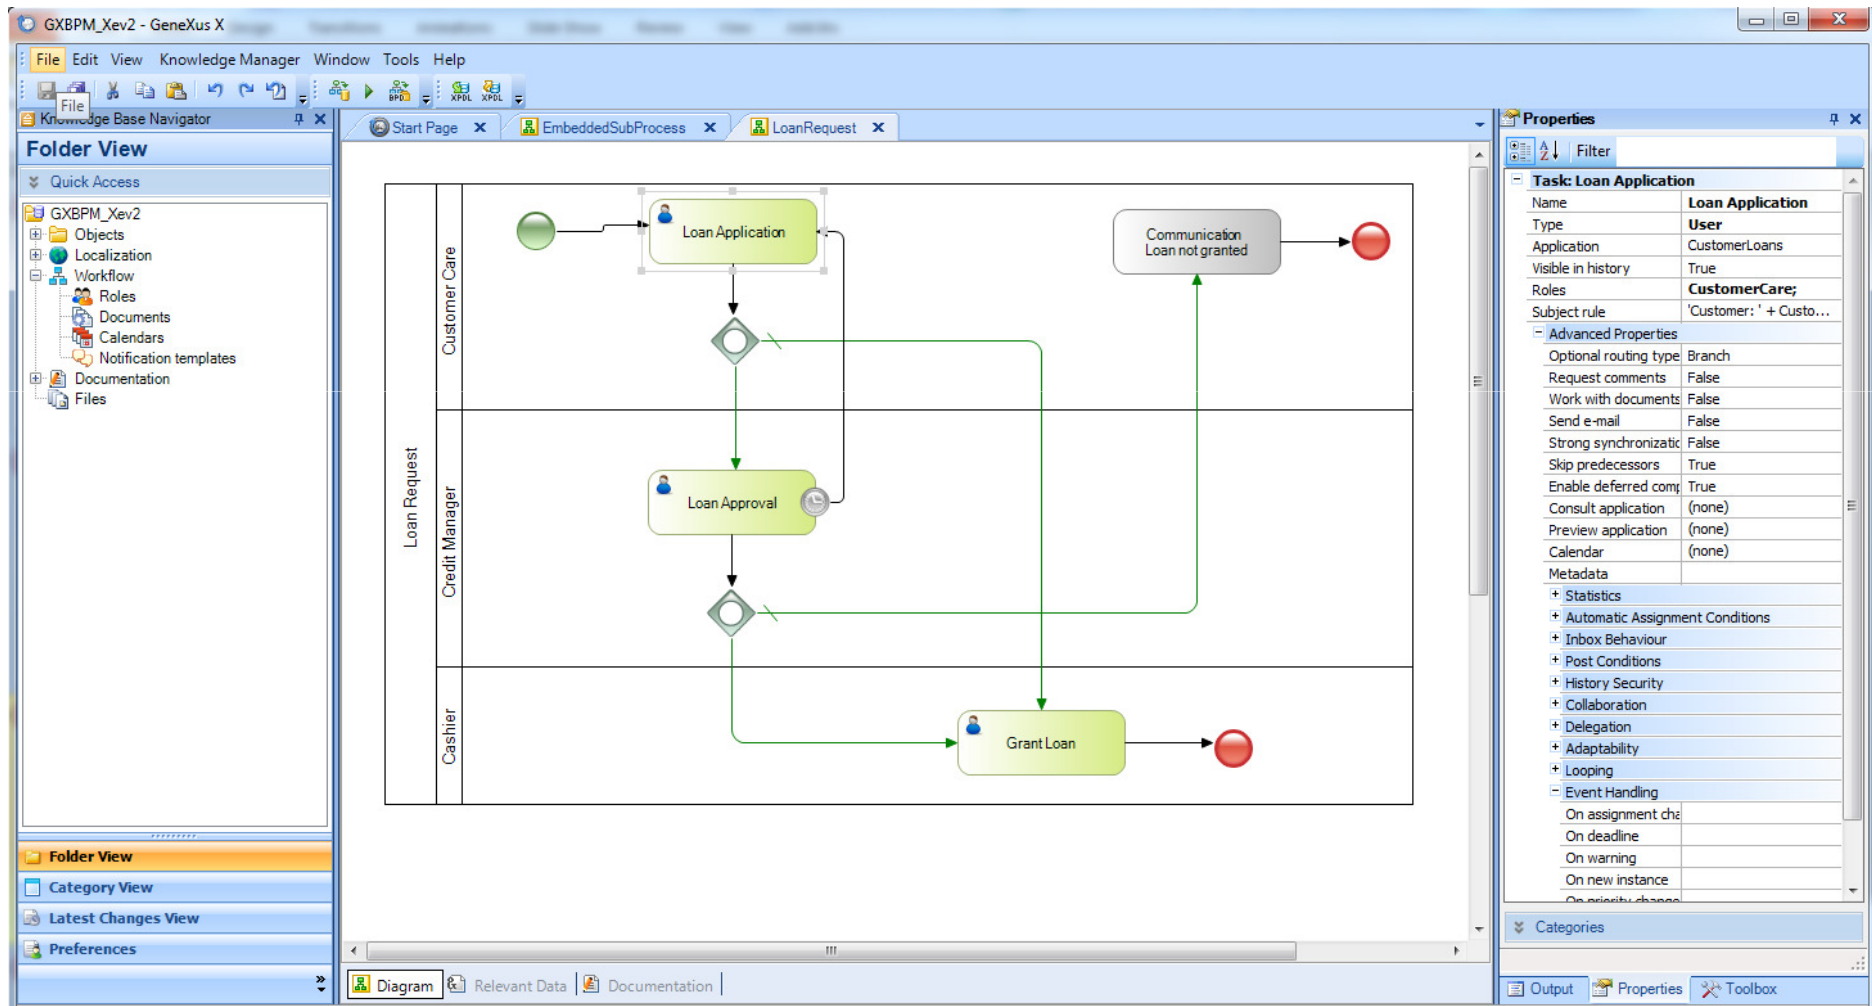 GXBPM_Xev2 - GeneXus X
File Edit View Knowledge Manager Window Tools Help
BPD XPDL XPDL
File
Knowledge Base Navigator
Folder View
Quick Access
GXBPM_Xev2
Objects
Localization
Workflow
Roles
Documents
Calendars
Notification templates
Documentation
Files
Folder View
Category View
Latest Changes View
Preferences
Start Page EmbeddedSubProcess LoanRequest
Loan Request
Customer Care
Loan Application
Communication
Loan not granted
Credit Manager
Loan Approval
Cashier
Grant Loan
Diagram Relevant Data Documentation
Properties
Filter
Task: Loan Application
Name Loan Application
Type User
Application CustomerLoans
Visible in history True
Roles CustomerCare;
Subject rule 'Customer: ' + Custo...
Advanced Properties
Optional routing type Branch
Request comments False
Work with documents False
Send e-mail False
Strong synchronizatic False
Skip predecessors True
Enable deferred comp True
Consult application (none)
Preview application (none)
Calendar (none)
Metadata
Statistics
Automatic Assignment Conditions
Inbox Behaviour
Post Conditions
History Security
Collaboration
Delegation
Adaptability
Looping
Event Handling
On assignment cha
On deadline
On warning
On new instance
On priority change
Categories
Output Properties Toolbox